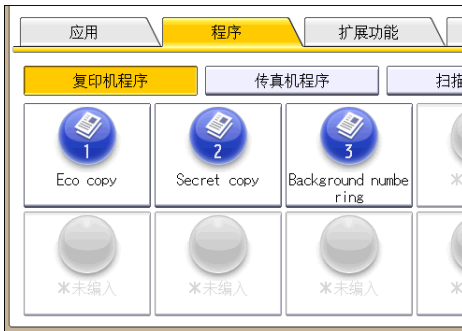 应用 程序 扩展功能
复印机程序 传真机程序 扫描
1 2 3
Eco copy Secret copy Background numbe
ring
*未编入 *未编入 *未编入